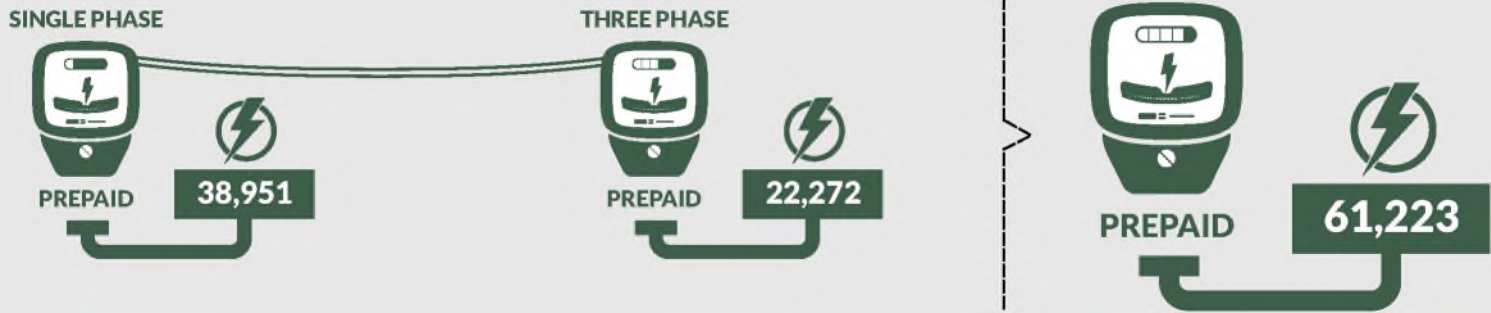 SINGLE PHASE
PREPAID
38,951
THREE PHASE
PREPAID
22,272
PREPAID
61,223